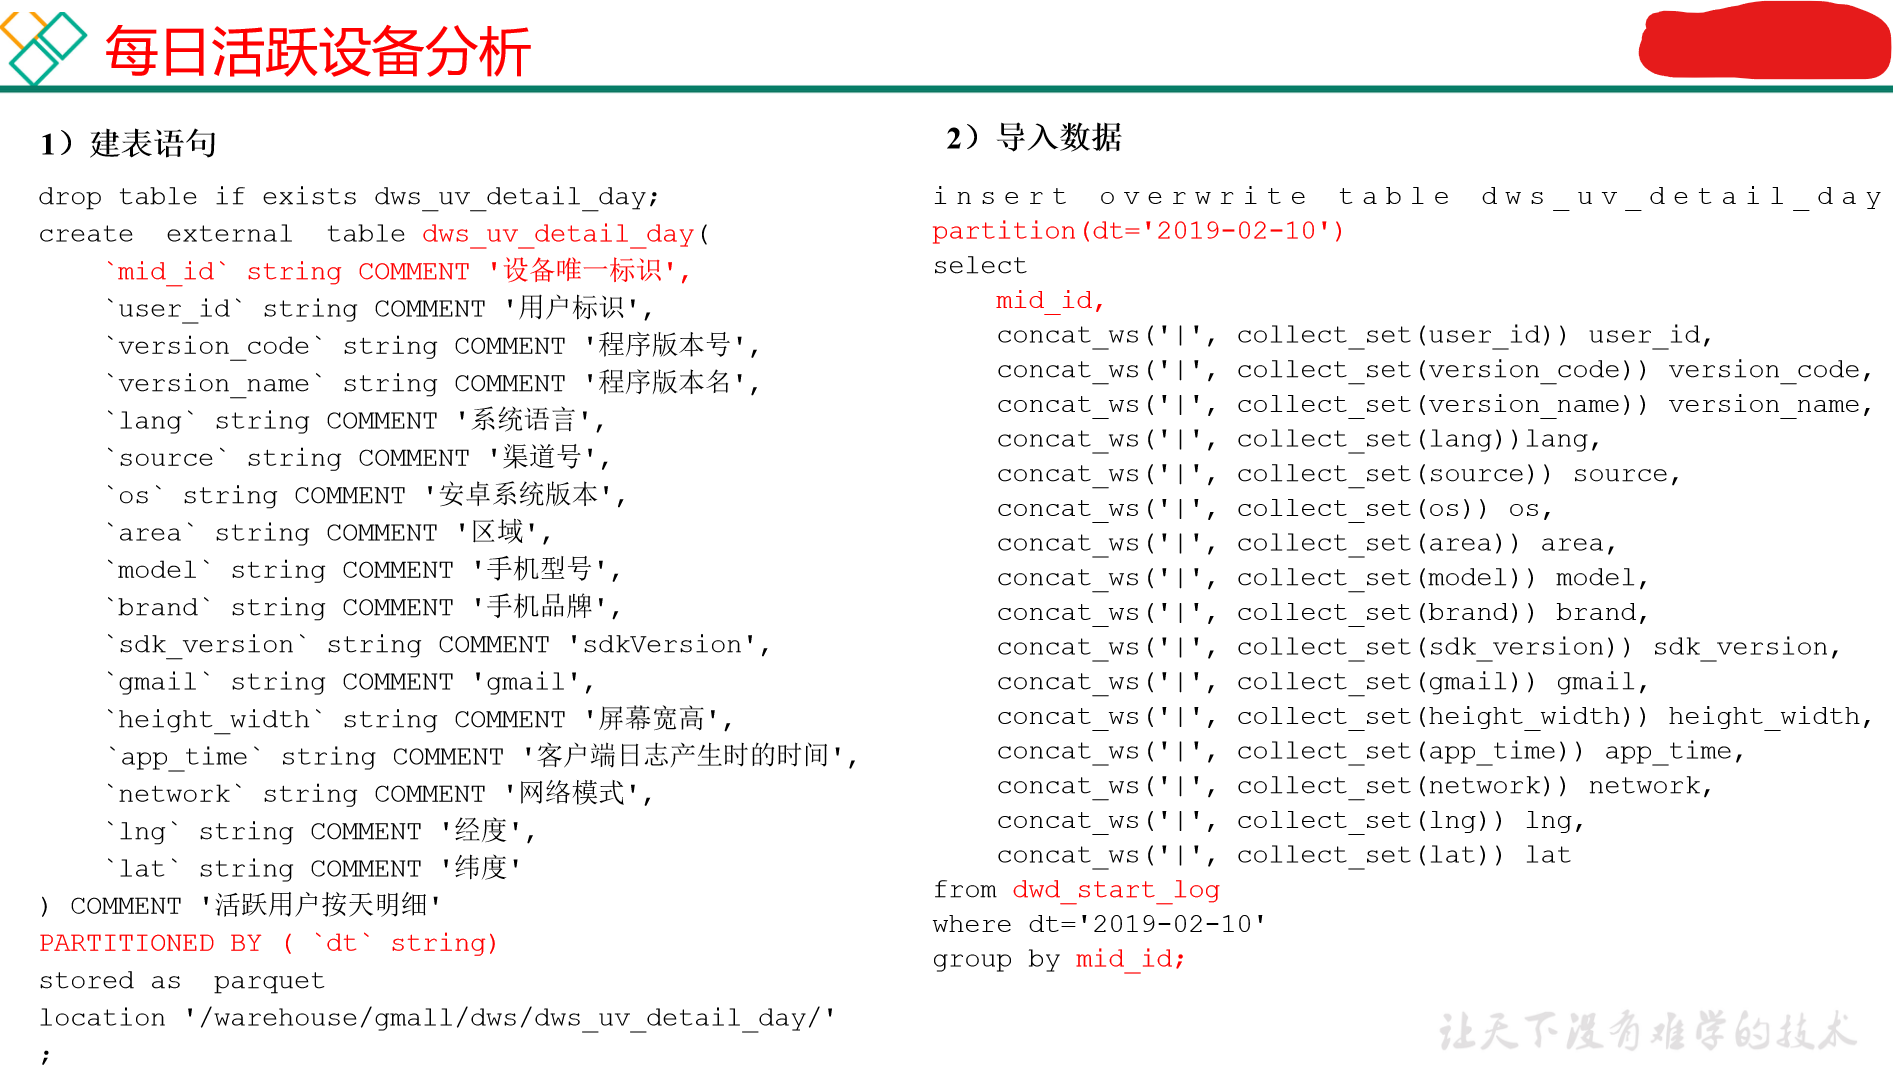 每日活跃设备分析
1）建表语句
drop table if exists dws_uv_detail_day;
create  external  table dws_uv_detail_day(
    `mid_id` string COMMENT '设备唯一标识',
    `user_id` string COMMENT '用户标识',
    `version_code` string COMMENT '程序版本号',
    `version_name` string COMMENT '程序版本名',
    `lang` string COMMENT '系统语言',
    `source` string COMMENT '渠道号',
    `os` string COMMENT '安卓系统版本',
    `area` string COMMENT '区域',
    `model` string COMMENT '手机型号',
    `brand` string COMMENT '手机品牌',
    `sdk_version` string COMMENT 'sdkVersion',
    `gmail` string COMMENT 'gmail',
    `height_width` string COMMENT '屏幕宽高',
    `app_time` string COMMENT '客户端日志产生时的时间',
    `network` string COMMENT '网络模式',
    `lng` string COMMENT '经度',
    `lat` string COMMENT '纬度'
) COMMENT '活跃用户按天明细'
PARTITIONED BY ( `dt` string)
stored as  parquet
location '/warehouse/gmall/dws/dws_uv_detail_day/'
;
2）导入数据
insert overwrite table dws_uv_detail_day
partition(dt='2019-02-10')
select
    mid_id,
    concat_ws('|', collect_set(user_id)) user_id,
    concat_ws('|', collect_set(version_code)) version_code,
    concat_ws('|', collect_set(version_name)) version_name,
    concat_ws('|', collect_set(lang))lang,
    concat_ws('|', collect_set(source)) source,
    concat_ws('|', collect_set(os)) os,
    concat_ws('|', collect_set(area)) area,
    concat_ws('|', collect_set(model)) model,
    concat_ws('|', collect_set(brand)) brand,
    concat_ws('|', collect_set(sdk_version)) sdk_version,
    concat_ws('|', collect_set(gmail)) gmail,
    concat_ws('|', collect_set(height_width)) height_width,
    concat_ws('|', collect_set(app_time)) app_time,
    concat_ws('|', collect_set(network)) network,
    concat_ws('|', collect_set(lng)) lng,
    concat_ws('|', collect_set(lat)) lat
from dwd_start_log
where dt='2019-02-10'
group by mid_id;
让天下没有难学的技术